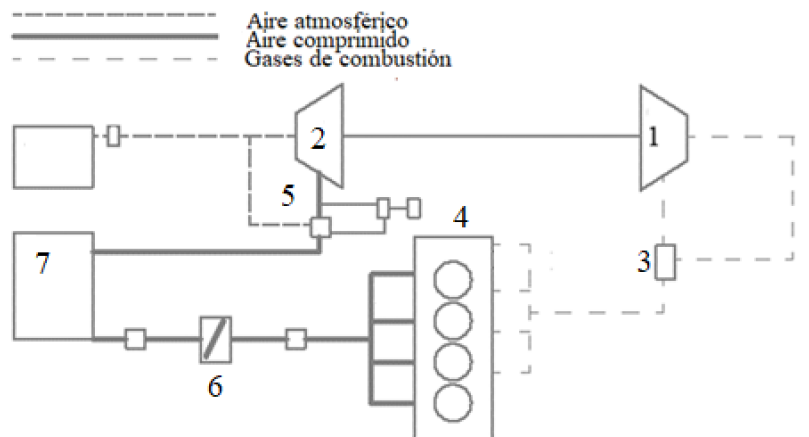 Aire atmosférico
Aire comprimido
Gases de combustión
2
1
5
4
7
3
6